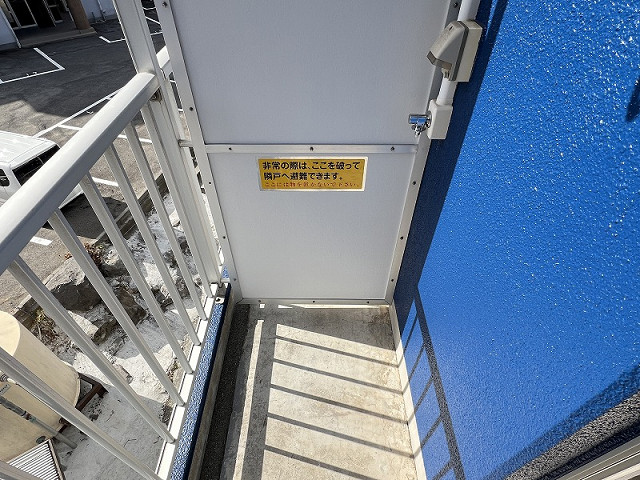 非常の際は、ここを破って
隣戸へ避難できます。
ここには物を置かないで下さい。